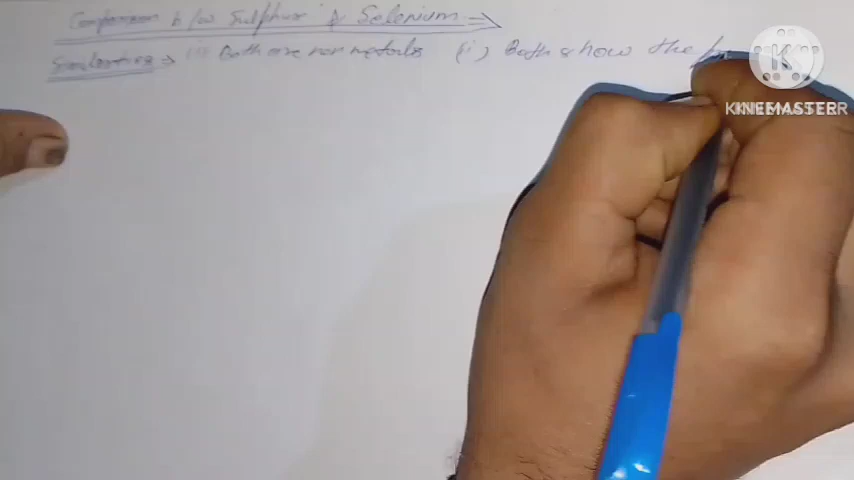 Comparison b/w Sulphur & Selenium
Similarities → (i) Both are non metals (ii) Both show the
KINEMASTER